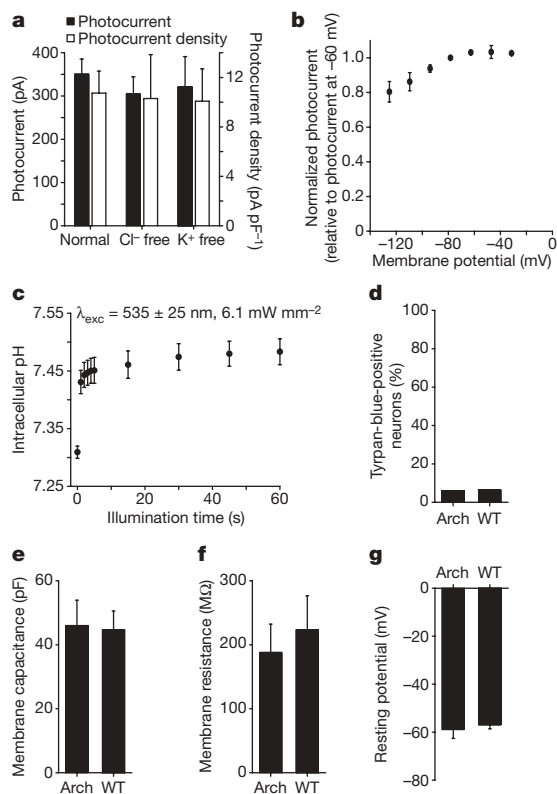 a
Photocurrent
Photocurrent density
Photocurrent (pA)
400
300
200
100
0
Photocurrent density (pA pF⁻¹)
12
8
4
0
Normal
Cl⁻ free
K⁺ free
b
Normalized photocurrent
(relative to photocurrent at –60 mV)
1.2
1.0
0.8
0.6
0.4
0.2
0
–120
–80
–40
0
Membrane potential (mV)
c
λexc = 535 ± 25 nm, 6.1 mW mm⁻²
Intracellular pH
7.55
7.45
7.35
7.25
0
20
40
60
Illumination time (s)
d
Tyrpan-blue-positive
neurons (%)
100
80
60
40
20
0
Arch
WT
e
Membrane capacitance (pF)
60
40
20
0
Arch
WT
f
Membrane resistance (MΩ)
300
200
100
0
Arch
WT
g
Arch
WT
Resting potential (mV)
0
–20
–40
–60
–80